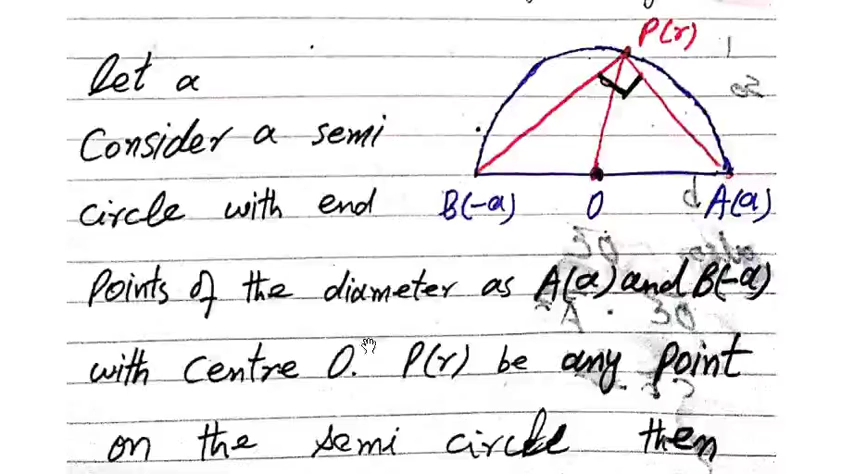 P(r)
let a
Consider a semi
circle with end
B(-a) O A(a)
points of the diameter as A(a) and B(-a)
with Centre O. P(r) be any point
on the semi circle then